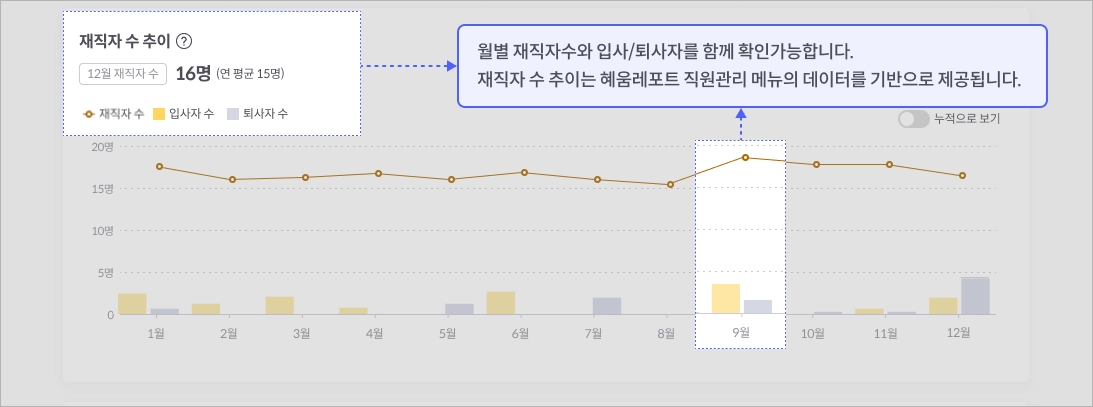 재직자 수 추이 ?
12월 재직자 수 16명 (연 평균 15명)
재직자 수 입사자 수 퇴사자 수
월별 재직자수와 입사/퇴사자를 함께 확인가능합니다.
재직자 수 추이는 혜움레포트 직원관리 메뉴의 데이터를 기반으로 제공됩니다.
누적으로 보기
20명
15명
10명
5명
0
1월 2월 3월 4월 5월 6월 7월 8월 9월 10월 11월 12월